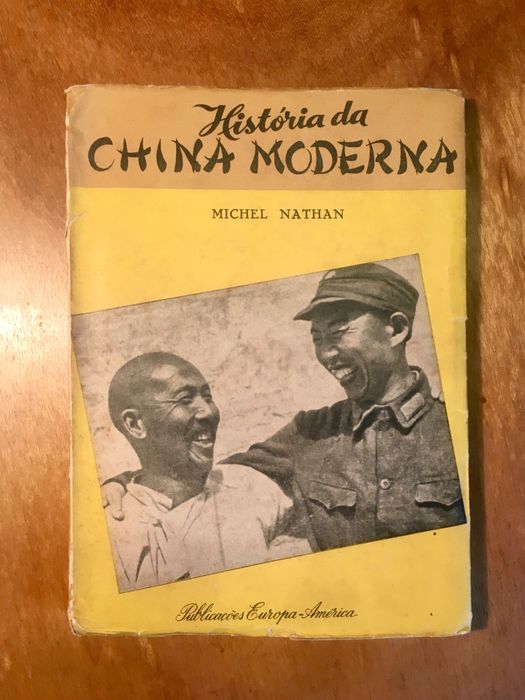 História da
CHINA MODERNA
MICHEL NATHAN
Publicações Europa-América